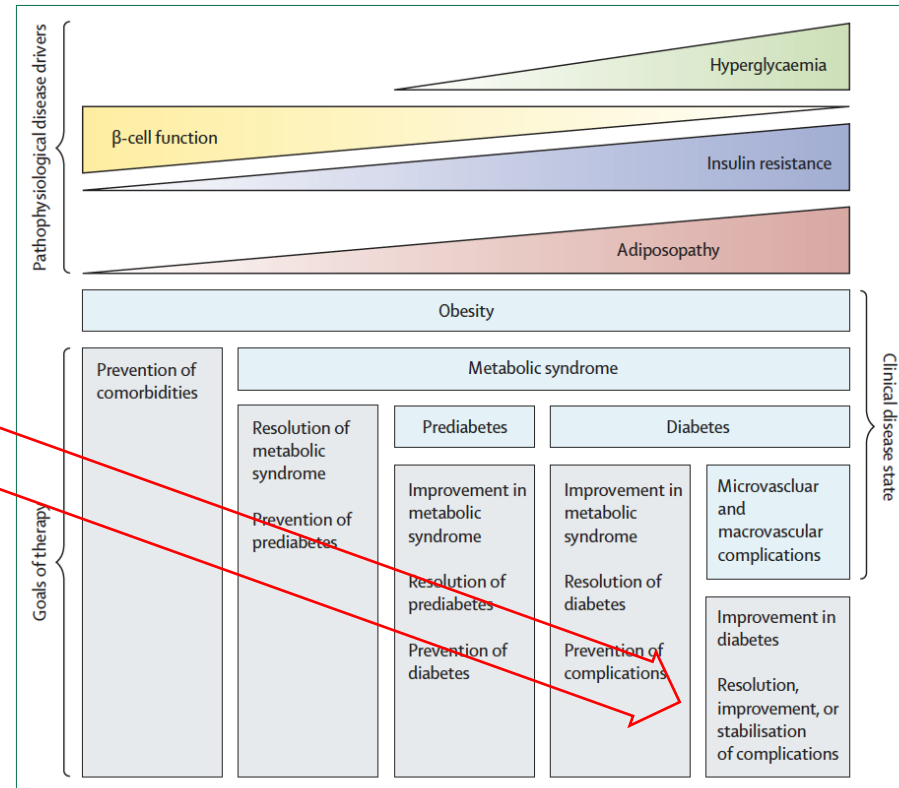 Pathophysiological disease drivers
Hyperglycaemia
β-cell function
Insulin resistance
Adiposopathy
Obesity
Clinical disease state
Goals of therapy
Prevention of
comorbidities
Metabolic syndrome
Resolution of
metabolic
syndrome
Prevention of
prediabetes
Prediabetes
Improvement in
metabolic
syndrome
Resolution of
prediabetes
Prevention of
diabetes
Diabetes
Improvement in
metabolic
syndrome
Resolution of
diabetes
Prevention of
complications
Microvascluar
and
macrovascular
complications
Improvement in
diabetes
Resolution,
improvement, or
stabilisation
of complications